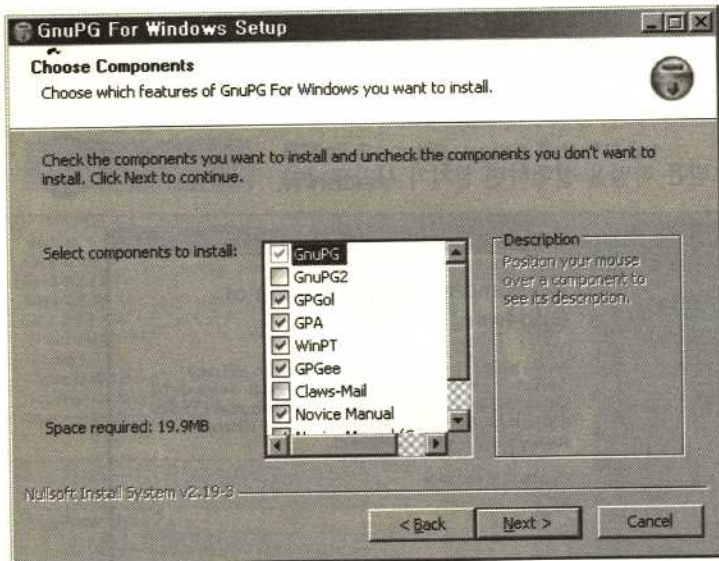 GnuPG For Windows Setup
Choose Components
Choose which features of GnuPG For Windows you want to install.
Check the components you want to install and uncheck the components you don't want to
install. Click Next to continue.
Select components to install:
GnuPG
GnuPG2
GPGol
GPA
WinPT
GPGee
Claws-Mail
Novice Manual
Description
Position your mouse
over a component to
see its description.
Space required: 19.9MB
Nullsoft Install System v2.19-3
< Back
Next >
Cancel